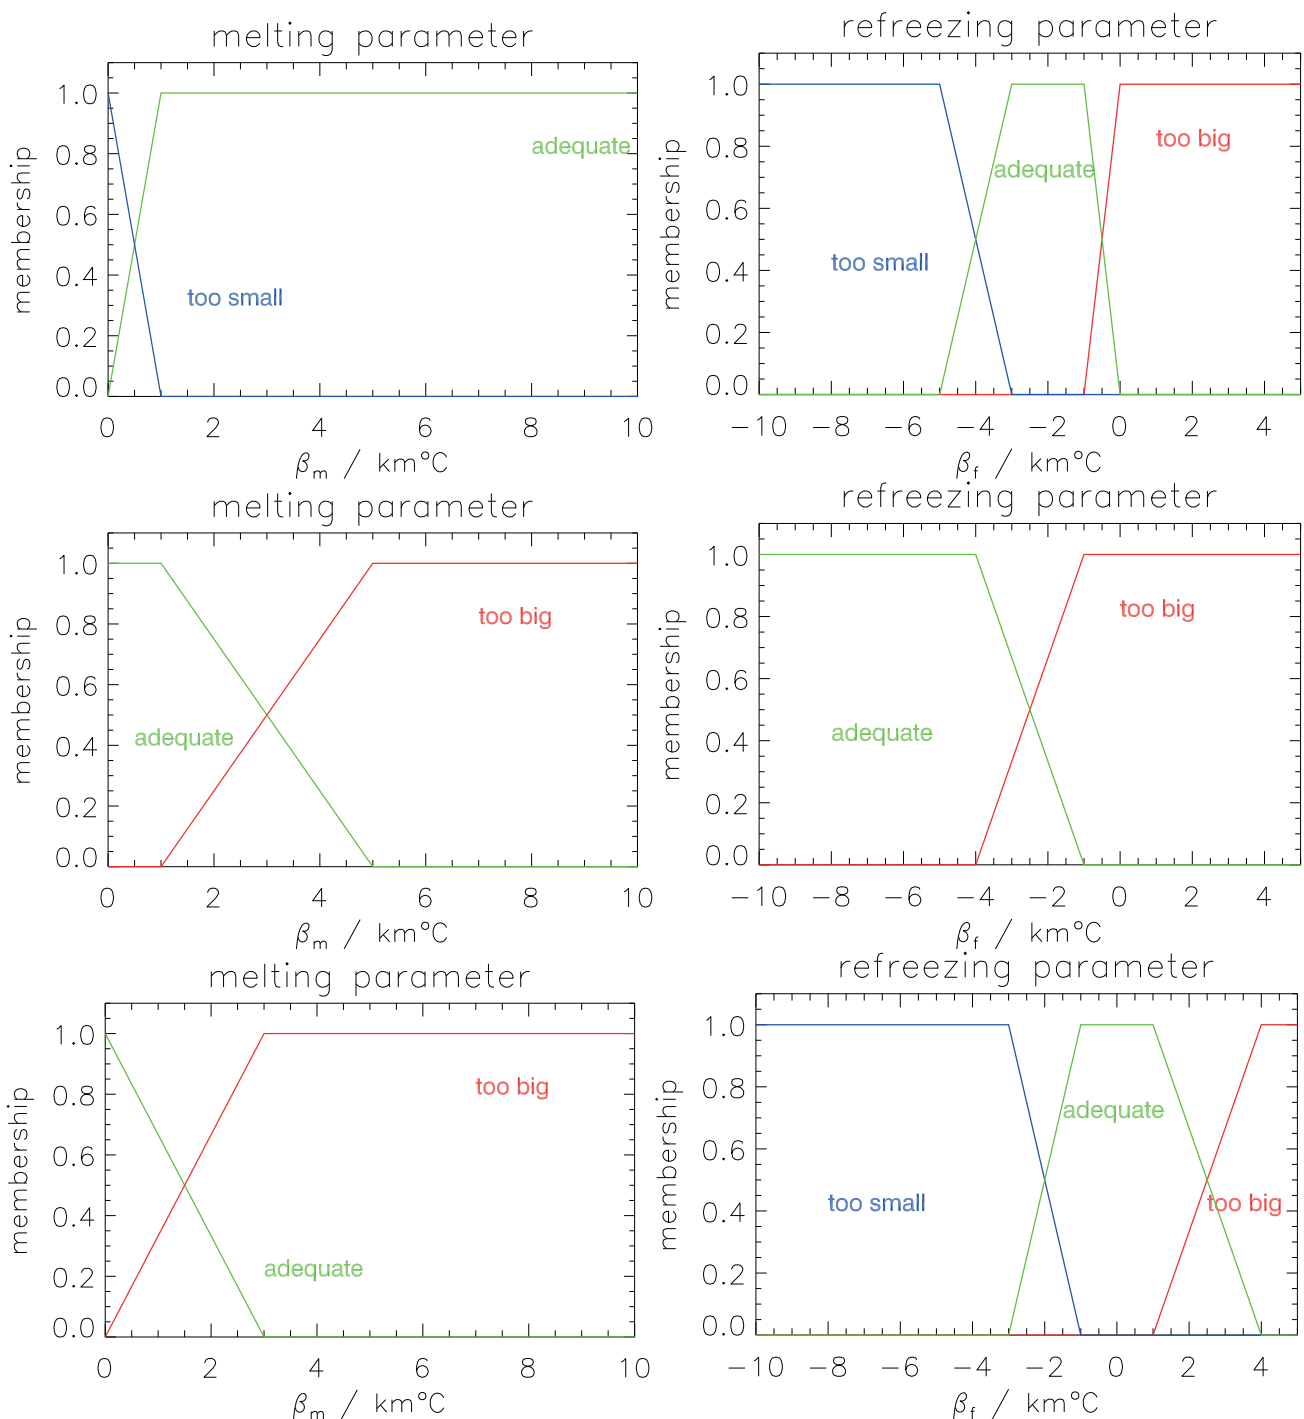 melting parameter
membership
1.0
0.8
0.6
0.4
0.2
0.0
adequate
too small
0 2 4 6 8 10
βm / km°C
refreezing parameter
membership
1.0
0.8
0.6
0.4
0.2
0.0
too big
adequate
too small
−10 −8 −6 −4 −2 0 2 4
βf / km°C
melting parameter
membership
1.0
0.8
0.6
0.4
0.2
0.0
too big
adequate
0 2 4 6 8 10
βm / km°C
refreezing parameter
membership
1.0
0.8
0.6
0.4
0.2
0.0
too big
adequate
−10 −8 −6 −4 −2 0 2 4
βf / km°C
melting parameter
membership
1.0
0.8
0.6
0.4
0.2
0.0
too big
adequate
0 2 4 6 8 10
βm / km°C
refreezing parameter
membership
1.0
0.8
0.6
0.4
0.2
0.0
adequate
too small
too big
−10 −8 −6 −4 −2 0 2 4
βf / km°C